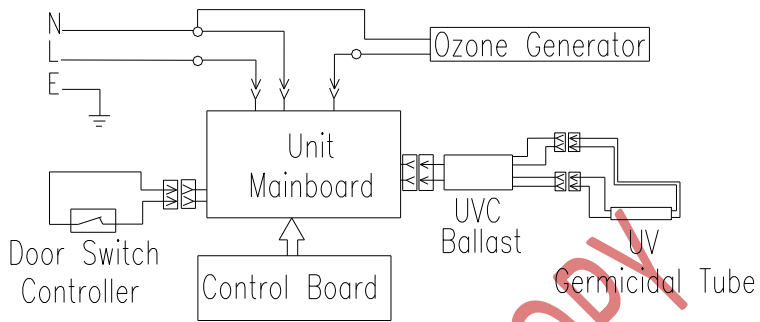 N
L
E
Ozone Generator
Unit
Mainboard
UVC
Ballast
UV
Germicidal Tube
Door Switch
Controller
Control Board